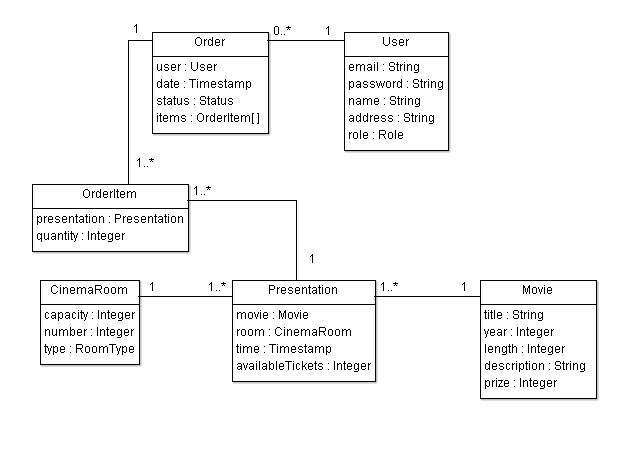 1
0..*
1
Order
User
user : User
date : Timestamp
status : Status
items : OrderItem[ ]
email : String
password : String
name : String
address : String
role : Role
1..*
OrderItem
presentation : Presentation
quantity : Integer
1..*
1
CinemaRoom
capacity : Integer
number : Integer
type : RoomType
1
1..*
Presentation
movie : Movie
room : CinemaRoom
time : Timestamp
availableTickets : Integer
1..*
1
Movie
title : String
year : Integer
length : Integer
description : String
prize : Integer